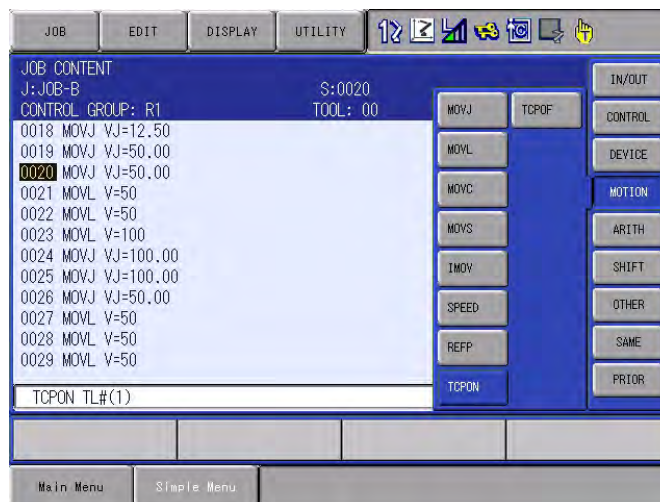 JOB EDIT DISPLAY UTILITY
JOB CONTENT
J:JOB-B S:0020
CONTROL GROUP: R1 TOOL: 00
0018 MOVJ VJ=12.50
0019 MOVJ VJ=50.00
0020 MOVJ VJ=50.00
0021 MOVL V=50
0022 MOVL V=50
0023 MOVL V=100
0024 MOVJ VJ=100.00
0025 MOVJ VJ=100.00
0026 MOVJ VJ=50.00
0027 MOVL V=50
0028 MOVL V=50
0029 MOVL V=50
TCPON TL#(1)
MOVJ TCPOF
MOVL
MOVC
MOVS
IMOV
SPEED
REFP
TCPON
IN/OUT
CONTROL
DEVICE
MOTION
ARITH
SHIFT
OTHER
SAME
PRIOR
Main Menu Simple Menu